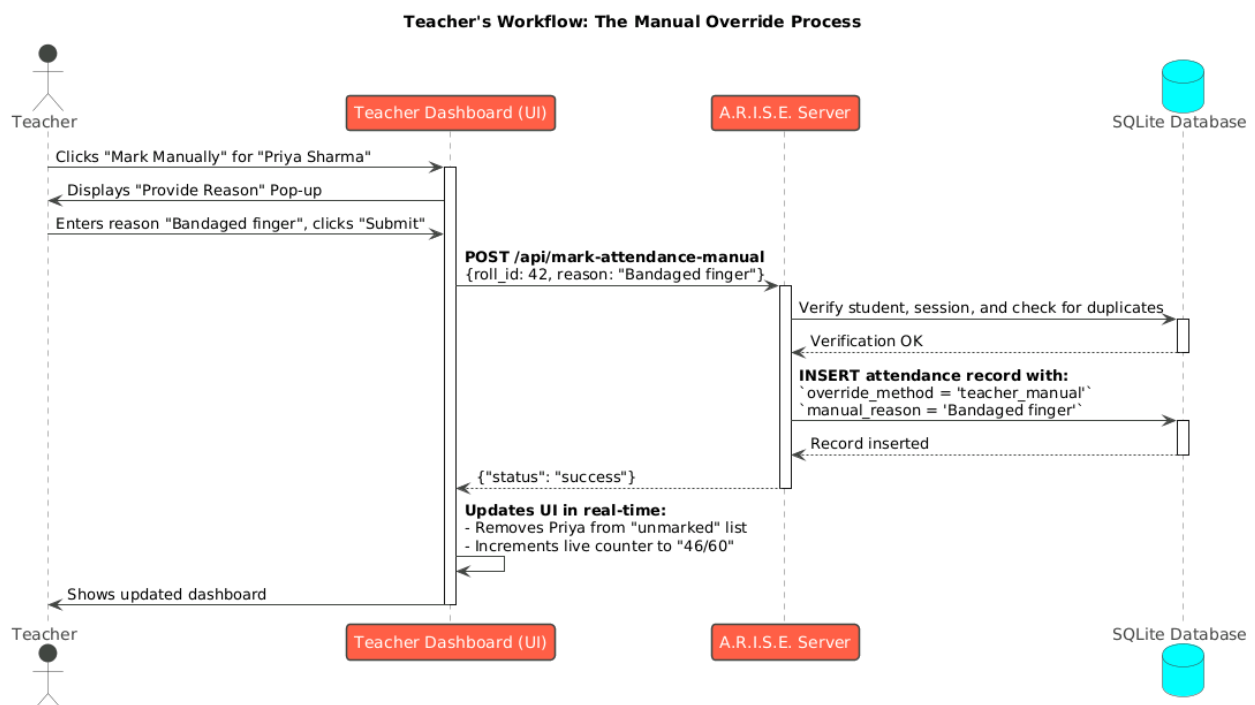 Teacher's Workflow: The Manual Override Process
Teacher
Teacher Dashboard (UI)
A.R.I.S.E. Server
SQLite Database
Clicks "Mark Manually" for "Priya Sharma"
Displays "Provide Reason" Pop-up
Enters reason "Bandaged finger", clicks "Submit"
POST /api/mark-attendance-manual
{roll_id: 42, reason: "Bandaged finger"}
Verify student, session, and check for duplicates
Verification OK
INSERT attendance record with:
`override_method = 'teacher_manual'`
`manual_reason = 'Bandaged finger'`
Record inserted
{"status": "success"}
Updates UI in real-time:
- Removes Priya from "unmarked" list
- Increments live counter to "46/60"
Shows updated dashboard
Teacher
Teacher Dashboard (UI)
A.R.I.S.E. Server
SQLite Database